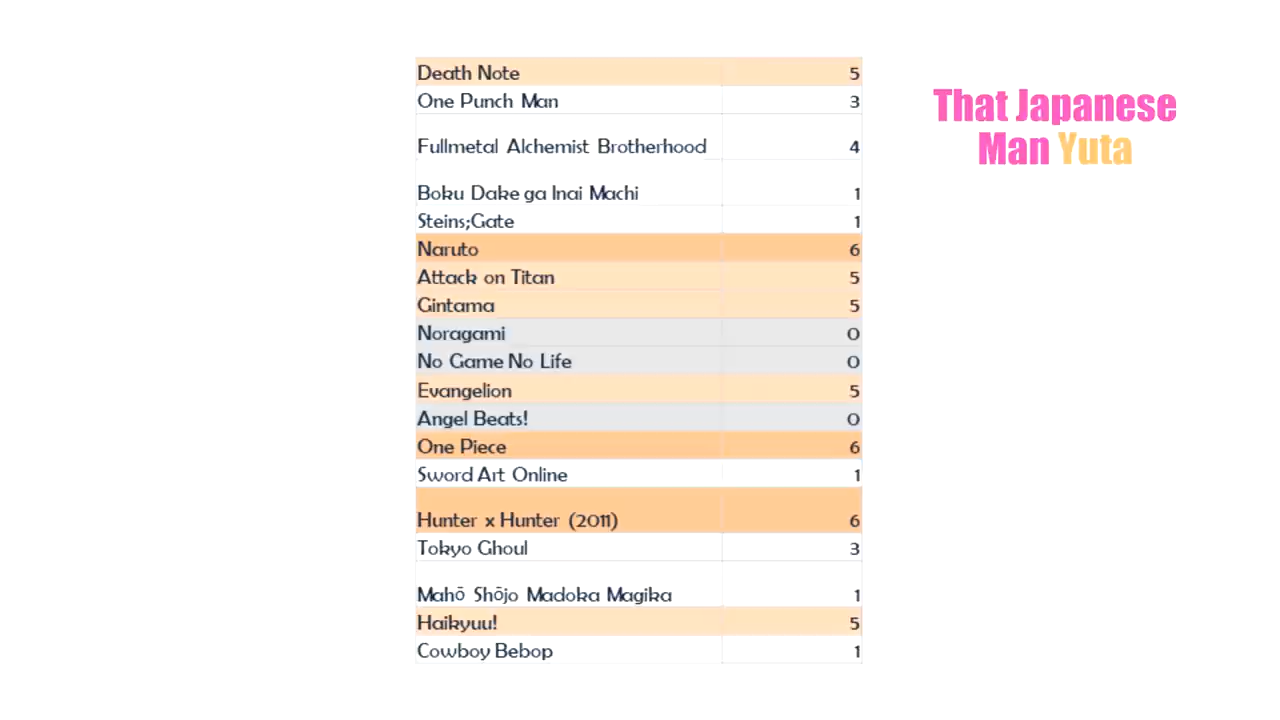 Death Note 5
One Punch Man 3
Fullmetal Alchemist Brotherhood 4
Boku Dake ga Inai Machi 1
Steins;Gate 1
Naruto 6
Attack on Titan 5
Gintama 5
Noragami 0
No Game No Life 0
Evangelion 5
Angel Beats! 0
One Piece 6
Sword Art Online 1
Hunter x Hunter (2011) 6
Tokyo Ghoul 3
Mahō Shōjo Madoka Magika 1
Haikyuu! 5
Cowboy Bebop 1
That Japanese
Man Yuta